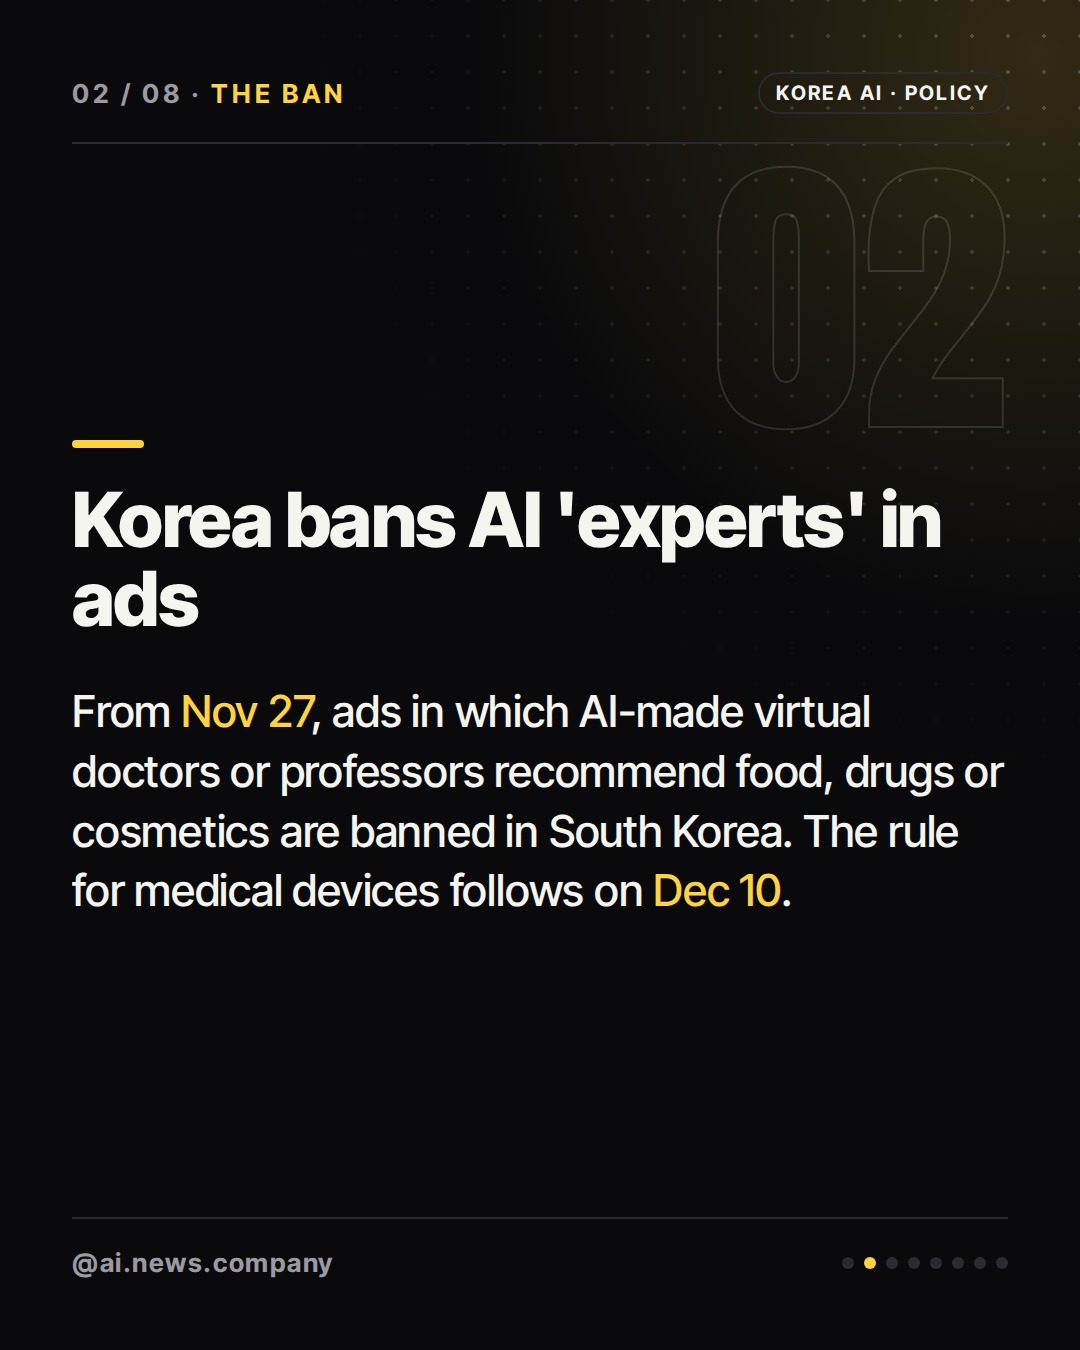 02 / 08 · THE BAN
KOREA AI · POLICY
02
Korea bans AI 'experts' in
ads
From Nov 27, ads in which AI-made virtual
doctors or professors recommend food, drugs or
cosmetics are banned in South Korea. The rule
for medical devices follows on Dec 10.
@ai.news.company